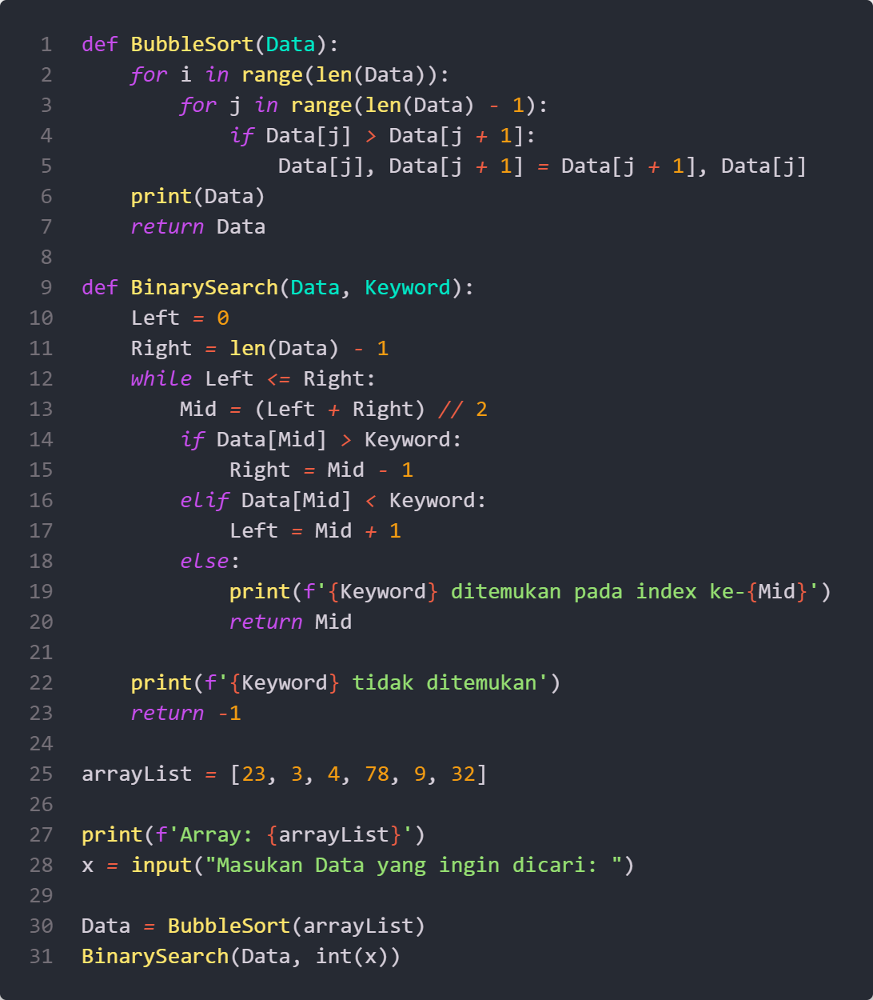 1 def BubbleSort(Data):
2     for i in range(len(Data)):
3         for j in range(len(Data) - 1):
4             if Data[j] > Data[j + 1]:
5                 Data[j], Data[j + 1] = Data[j + 1], Data[j]
6     print(Data)
7     return Data
8
9 def BinarySearch(Data, Keyword):
10     Left = 0
11     Right = len(Data) - 1
12     while Left <= Right:
13         Mid = (Left + Right) // 2
14         if Data[Mid] > Keyword:
15             Right = Mid - 1
16         elif Data[Mid] < Keyword:
17             Left = Mid + 1
18         else:
19             print(f'{Keyword} ditemukan pada index ke-{Mid}')
20             return Mid
21
22     print(f'{Keyword} tidak ditemukan')
23     return -1
24
25 arrayList = [23, 3, 4, 78, 9, 32]
26
27 print(f'Array: {arrayList}')
28 x = input("Masukan Data yang ingin dicari: ")
29
30 Data = BubbleSort(arrayList)
31 BinarySearch(Data, int(x))